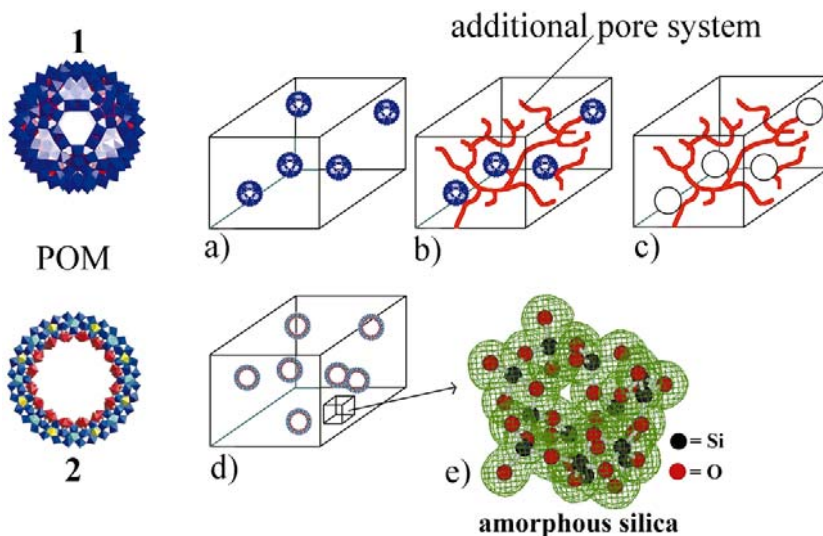 1
additional pore system
a)
b)
c)
POM
2
d)
e)
= Si
= O
amorphous silica